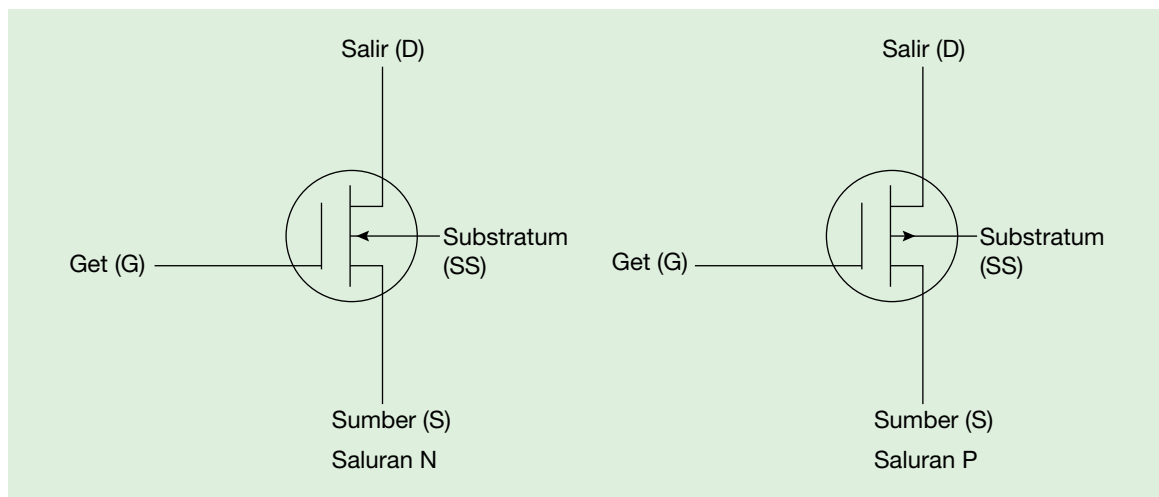 Salir (D)
Get (G)
Substratum
(SS)
Sumber (S)
Saluran N
Salir (D)
Get (G)
Substratum
(SS)
Sumber (S)
Saluran P